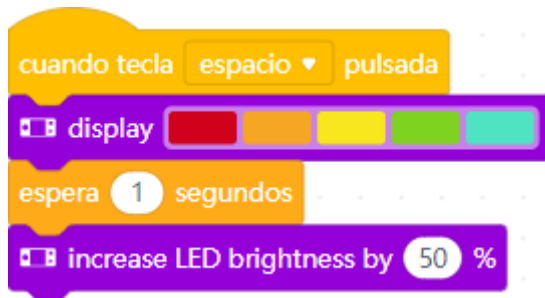 cuando tecla espacio pulsada
display
espera 1 segundos
increase LED brightness by 50 %